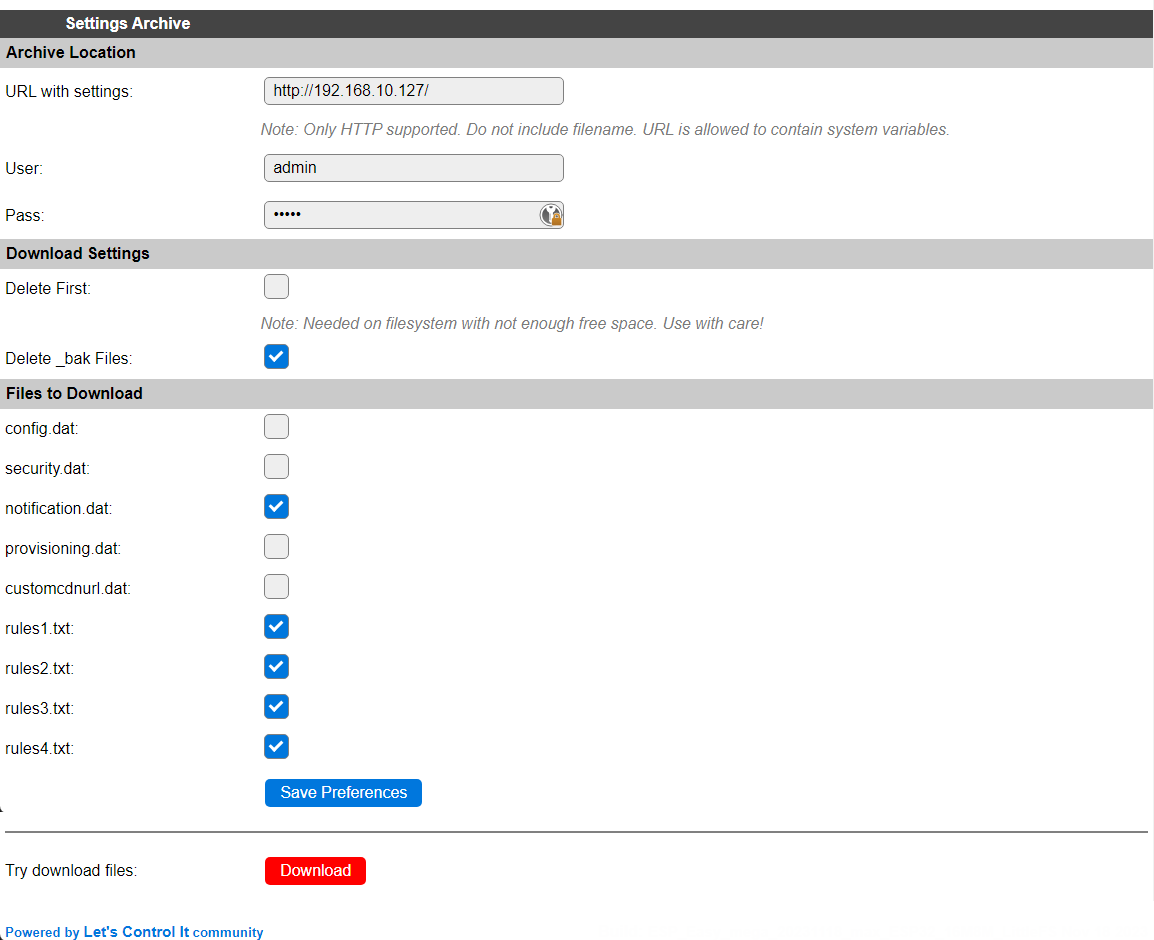 Settings Archive
Archive Location
URL with settings: http://192.168.10.127/
Note: Only HTTP supported. Do not include filename. URL is allowed to contain system variables.
User: admin
Pass: •••••
Download Settings
Delete First:
Note: Needed on filesystem with not enough free space. Use with care!
Delete _bak Files:
Files to Download
config.dat:
security.dat:
notification.dat:
provisioning.dat:
customcdnurl.dat:
rules1.txt:
rules2.txt:
rules3.txt:
rules4.txt:
Save Preferences
Try download files: Download
Powered by Let's Control It community